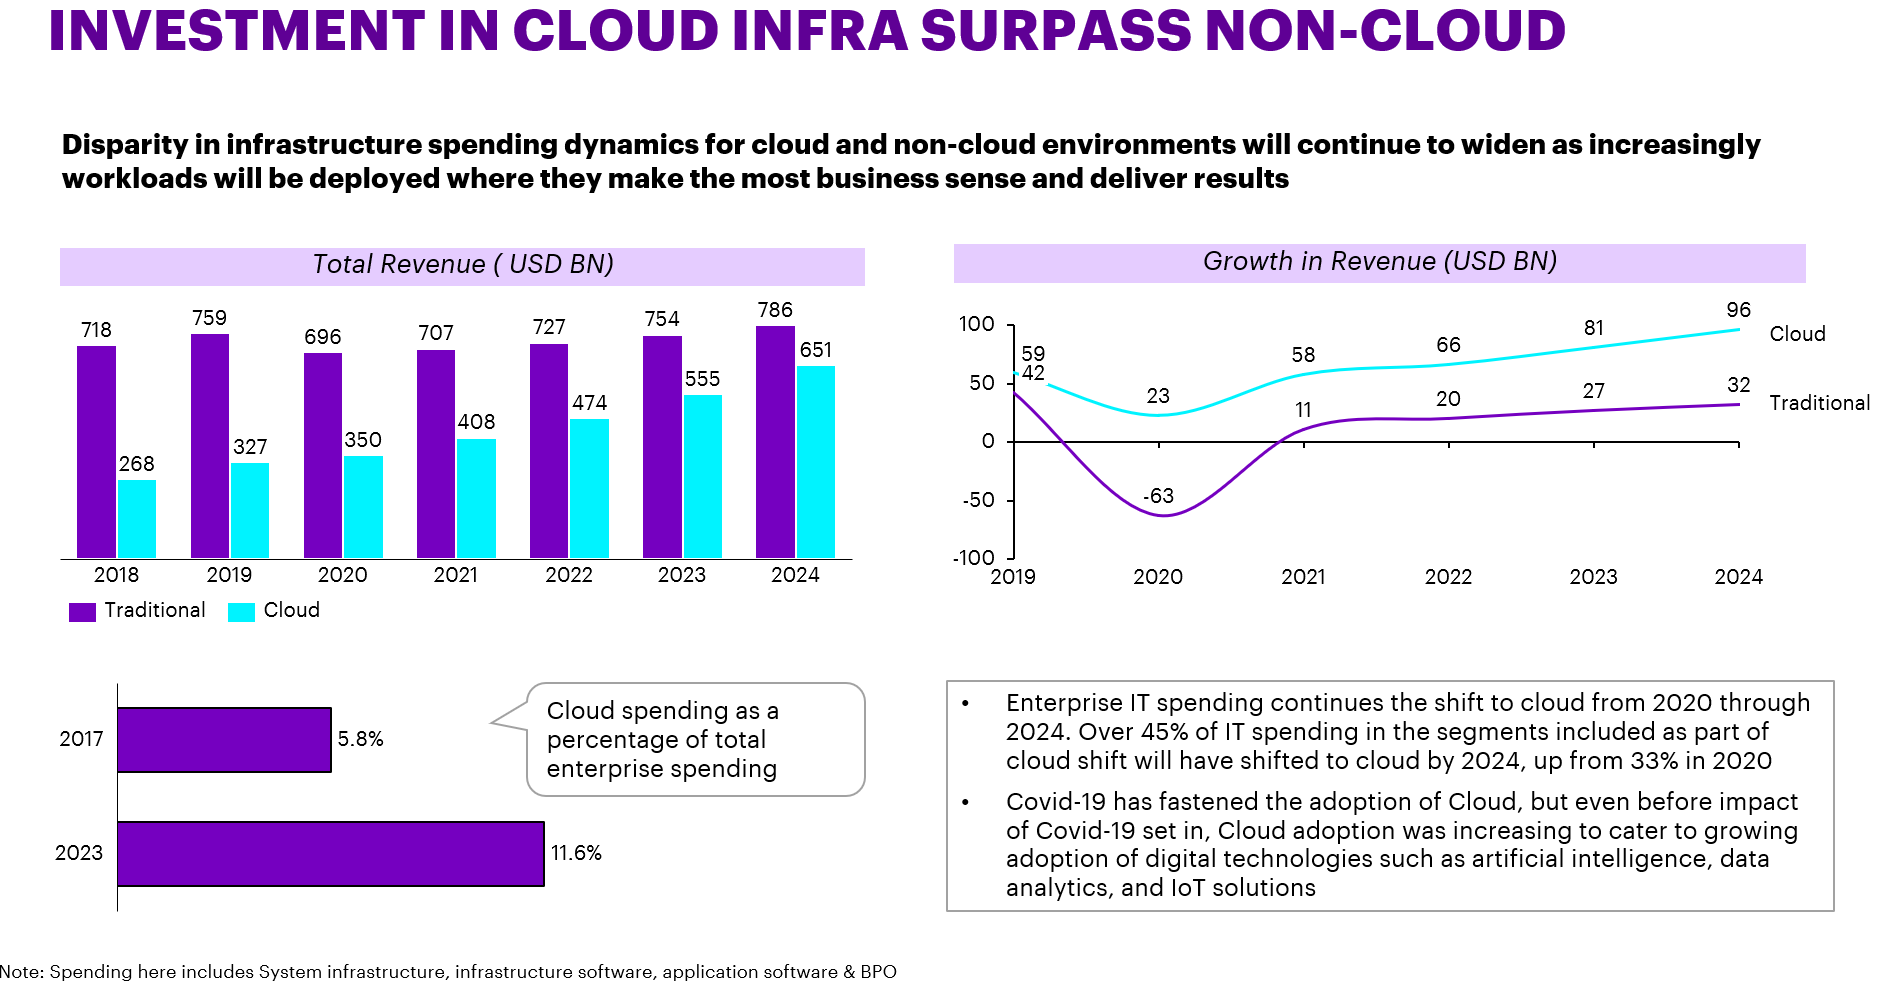 INVESTMENT IN CLOUD INFRA SURPASS NON-CLOUD
Disparity in infrastructure spending dynamics for cloud and non-cloud environments will continue to widen as increasingly
workloads will be deployed where they make the most business sense and deliver results
Total Revenue ( USD BN)
718
268
759
327
696
350
707
408
727
474
754
555
786
651
2018 2019 2020 2021 2022 2023 2024
Traditional Cloud
Growth in Revenue (USD BN)
100
50
0
-50
-100
59
42
23
-63
58
11
66
20
81
27
96
32
Cloud
Traditional
2019 2020 2021 2022 2023 2024
2017
5.8%
2023
11.6%
Cloud spending as a
percentage of total
enterprise spending
• Enterprise IT spending continues the shift to cloud from 2020 through
2024. Over 45% of IT spending in the segments included as part of
cloud shift will have shifted to cloud by 2024, up from 33% in 2020
• Covid-19 has fastened the adoption of Cloud, but even before impact
of Covid-19 set in, Cloud adoption was increasing to cater to growing
adoption of digital technologies such as artificial intelligence, data
analytics, and IoT solutions
Note: Spending here includes System infrastructure, infrastructure software, application software & BPO